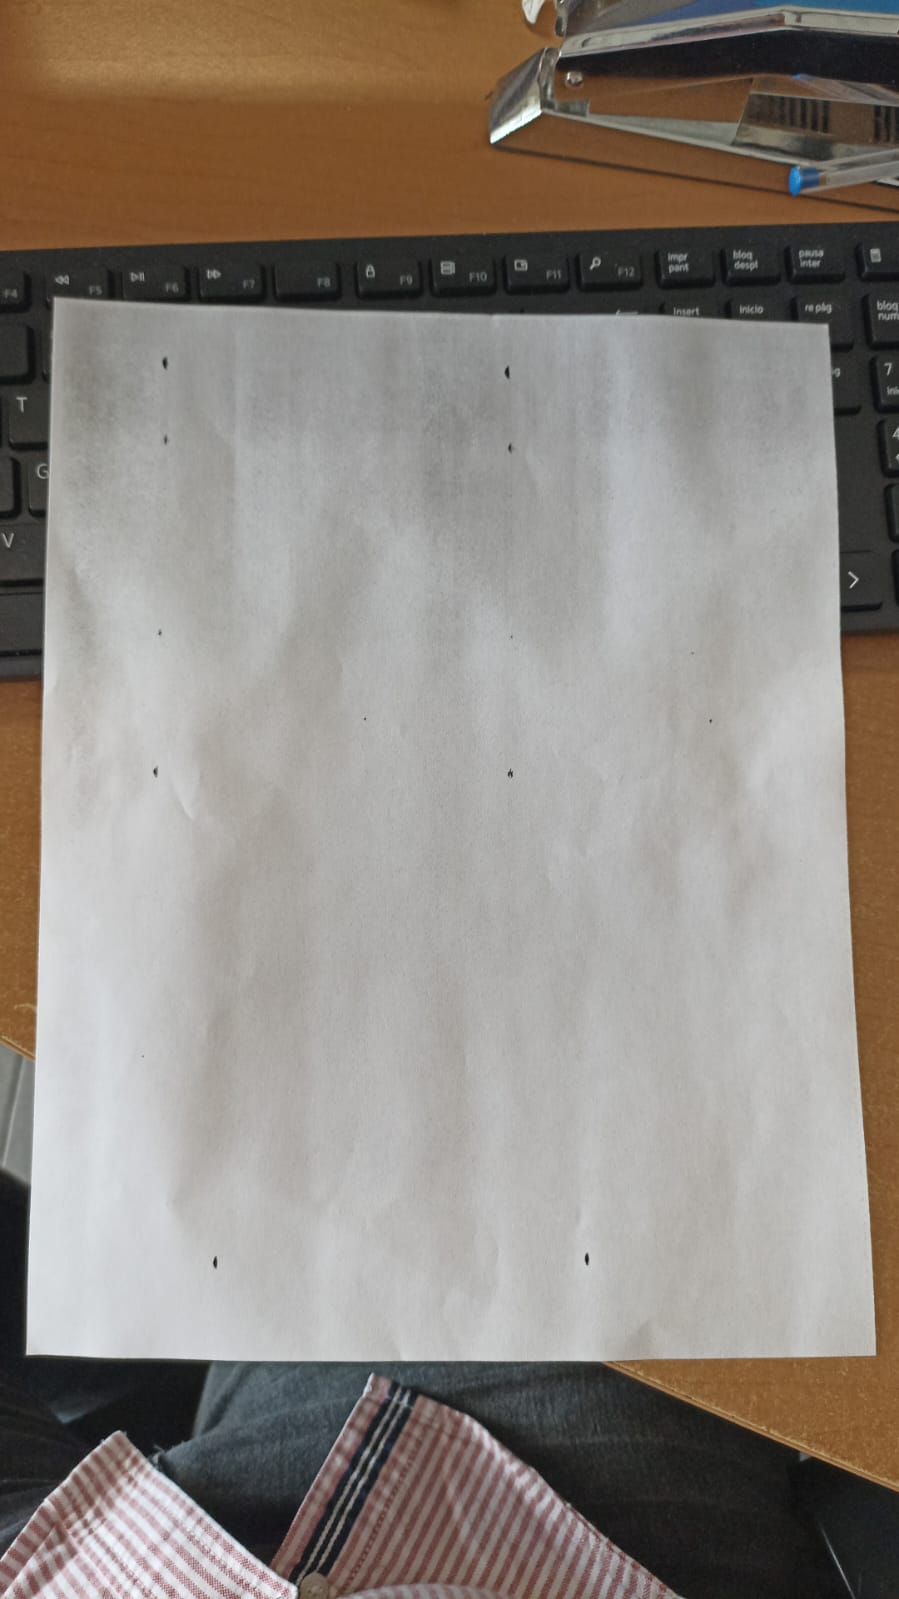 F4 F5 F6 F7 F8 F9 F10 F11 F12 impr pant bloq despl pausa inter
insert inicio re pág bloq num
T 7
G 4
V